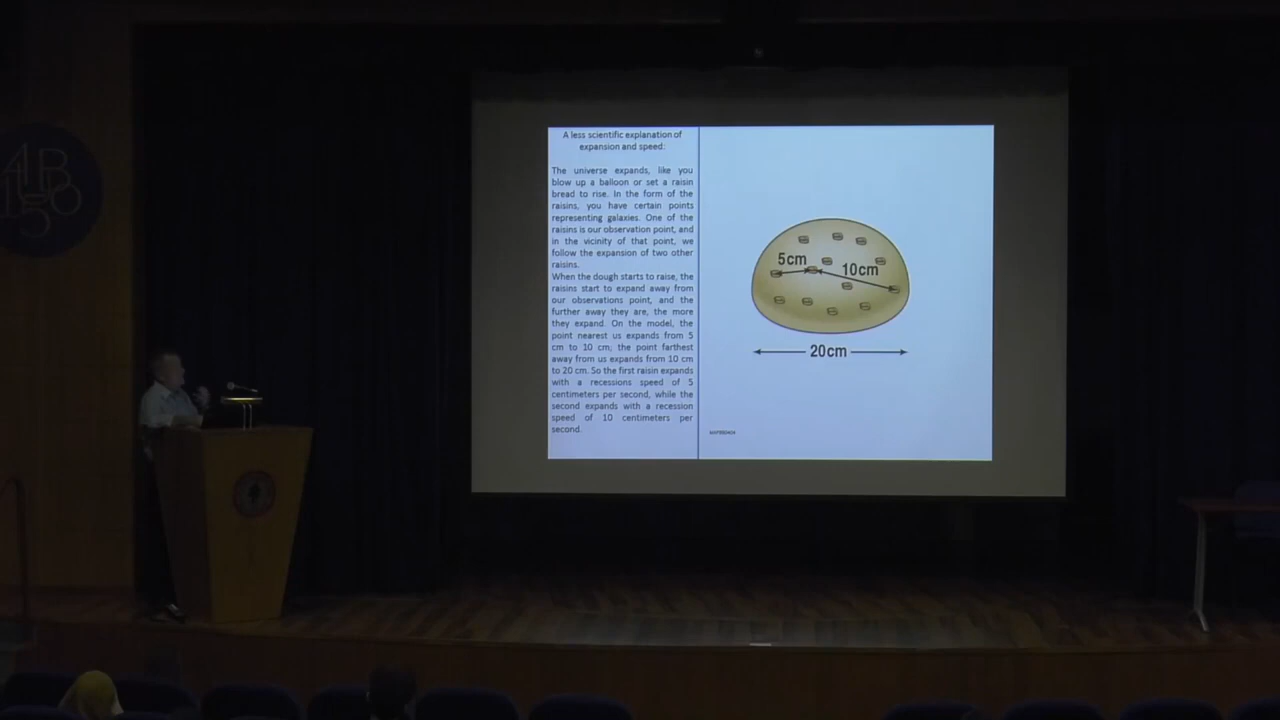 A less scientific explanation of
expansion and speed:
The universe expands, like you
blow up a balloon or set a raisin
bread to rise. In the form of the
raisins, you have certain points
representing galaxies. One of the
raisins is our observation point, and
in the vicinity of that point, we
follow the expansion of two other
raisins.
When the dough starts to raise, the
raisins start to expand away from
our observations point, and the
further away they are, the more
they expand. On the model, the
point nearest us expands from 5
cm to 10 cm; the point farthest
away from us expands from 10 cm
to 20 cm. So the first raisin expands
with a recessions speed of 5
centimeters per second, while the
second expands with a recession
speed of 10 centimeters per
second.
5cm
10cm
20cm